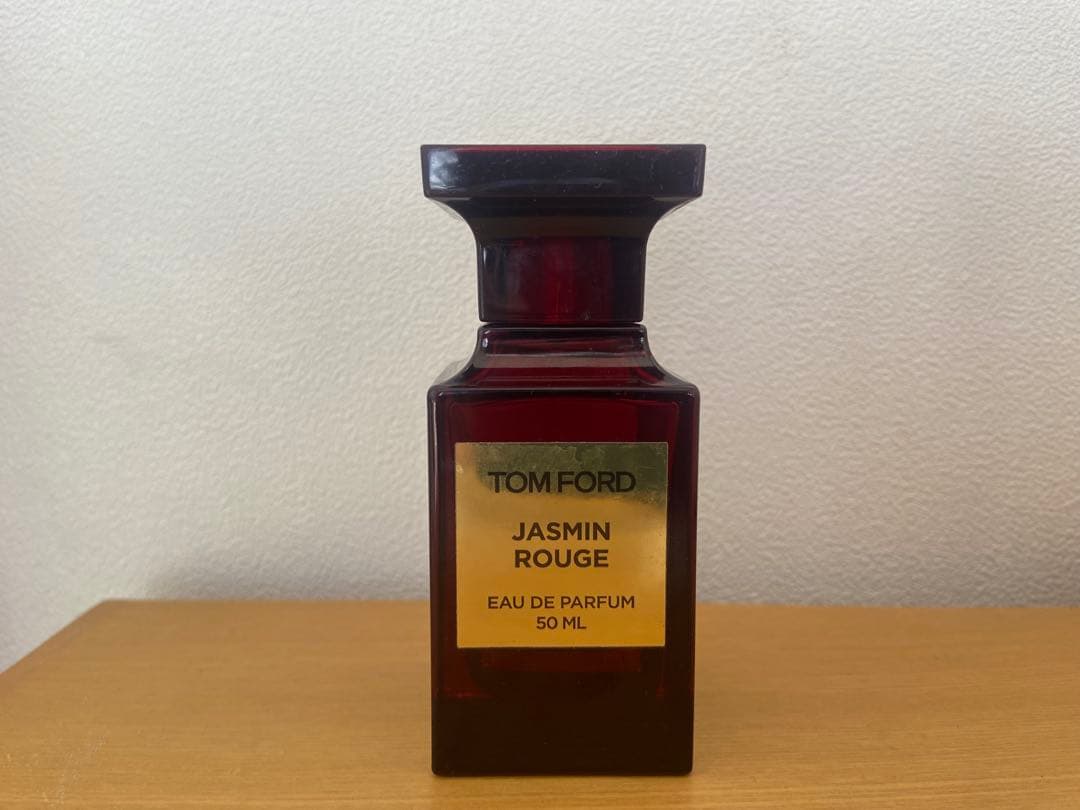 TOM FORD
JASMIN
ROUGE
EAU DE PARFUM
50 ML